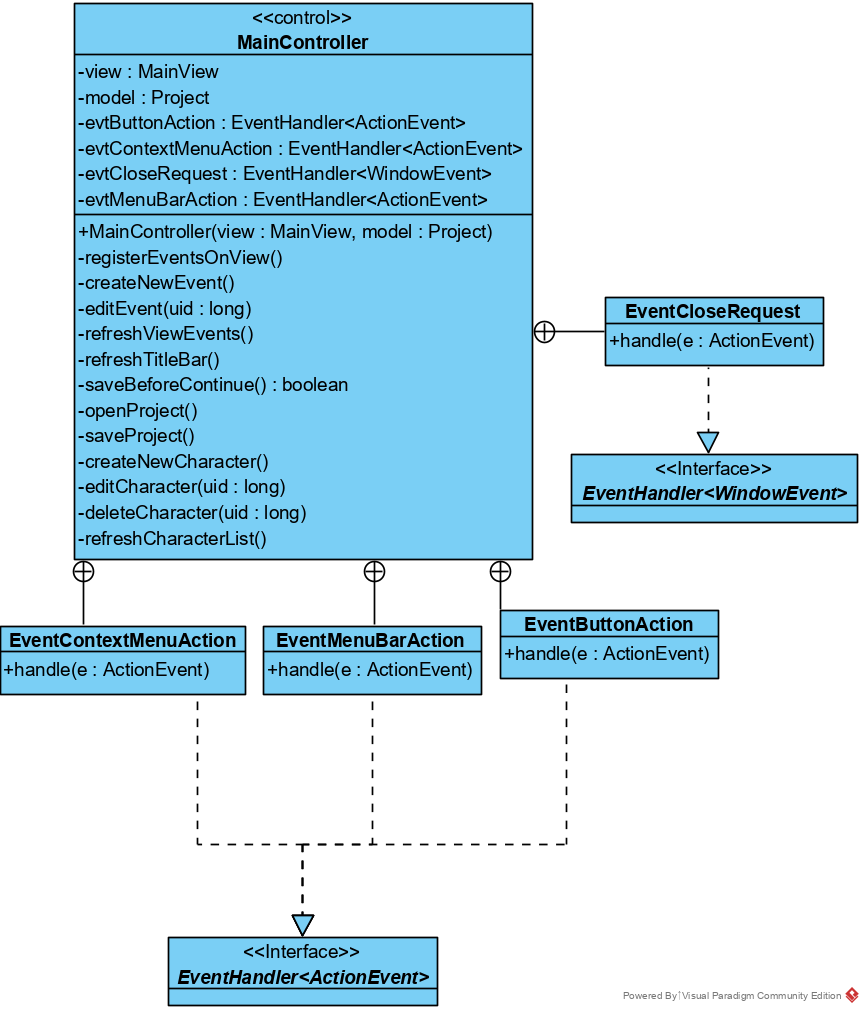 <<control>>
MainController
-view : MainView
-model : Project
-evtButtonAction : EventHandler<ActionEvent>
-evtContextMenuAction : EventHandler<ActionEvent>
-evtCloseRequest : EventHandler<WindowEvent>
-evtMenuBarAction : EventHandler<ActionEvent>
+MainController(view : MainView, model : Project)
-registerEventsOnView()
-createNewEvent()
-editEvent(uid : long)
-refreshViewEvents()
-refreshTitleBar()
-saveBeforeContinue() : boolean
-openProject()
-saveProject()
-createNewCharacter()
-editCharacter(uid : long)
-deleteCharacter(uid : long)
-refreshCharacterList()
EventCloseRequest
+handle(e : ActionEvent)
<<Interface>>
EventHandler<WindowEvent>
EventContextMenuAction
+handle(e : ActionEvent)
EventMenuBarAction
+handle(e : ActionEvent)
EventButtonAction
+handle(e : ActionEvent)
<<Interface>>
EventHandler<ActionEvent>
Powered By Visual Paradigm Community Edition